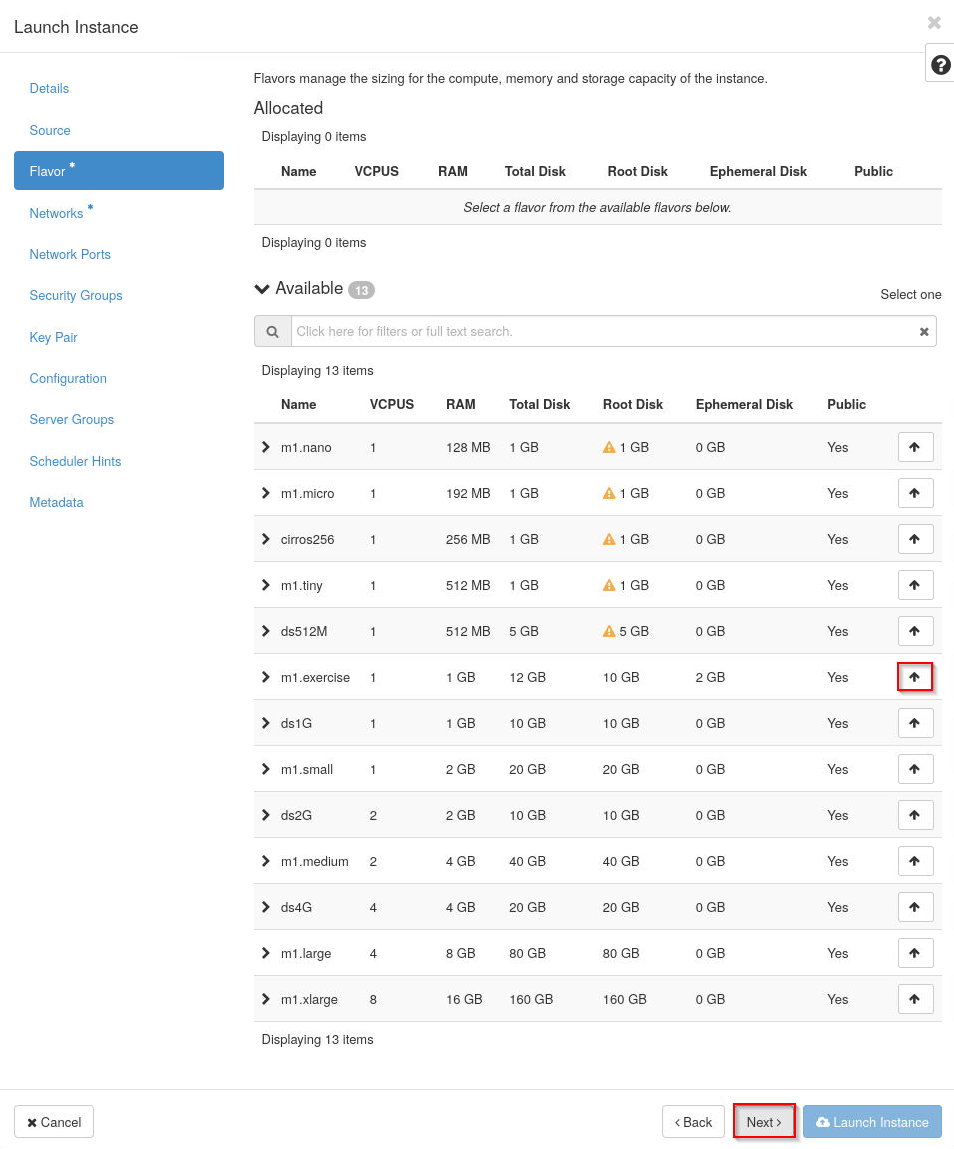 Launch Instance
Details
Source
Flavor *
Networks *
Network Ports
Security Groups
Key Pair
Configuration
Server Groups
Scheduler Hints
Metadata
Flavors manage the sizing for the compute, memory and storage capacity of the instance.
Allocated
Displaying 0 items
Name VCPUS RAM Total Disk Root Disk Ephemeral Disk Public
Select a flavor from the available flavors below.
Displaying 0 items
Available 13
Select one
Click here for filters or full text search.
Displaying 13 items
Name VCPUS RAM Total Disk Root Disk Ephemeral Disk Public
m1.nano 1 128 MB 1 GB 1 GB 0 GB Yes
m1.micro 1 192 MB 1 GB 1 GB 0 GB Yes
cirros256 1 256 MB 1 GB 1 GB 0 GB Yes
m1.tiny 1 512 MB 1 GB 1 GB 0 GB Yes
ds512M 1 512 MB 5 GB 5 GB 0 GB Yes
m1.exercise 1 1 GB 12 GB 10 GB 2 GB Yes
ds1G 1 1 GB 10 GB 10 GB 0 GB Yes
m1.small 1 2 GB 20 GB 20 GB 0 GB Yes
ds2G 2 2 GB 10 GB 10 GB 0 GB Yes
m1.medium 2 4 GB 40 GB 40 GB 0 GB Yes
ds4G 4 4 GB 20 GB 20 GB 0 GB Yes
m1.large 4 8 GB 80 GB 80 GB 0 GB Yes
m1.xlarge 8 16 GB 160 GB 160 GB 0 GB Yes
Displaying 13 items
Cancel
‹ Back
Next ›
Launch Instance